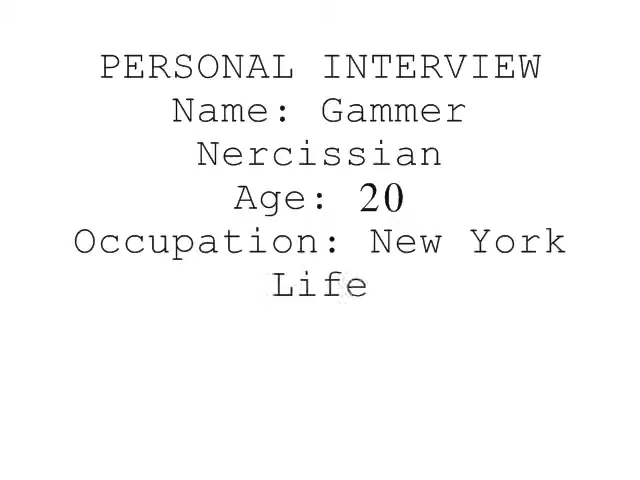 PERSONAL INTERVIEW
Name: Gammer
Nercissian
Age: 20
Occupation: New York
Life